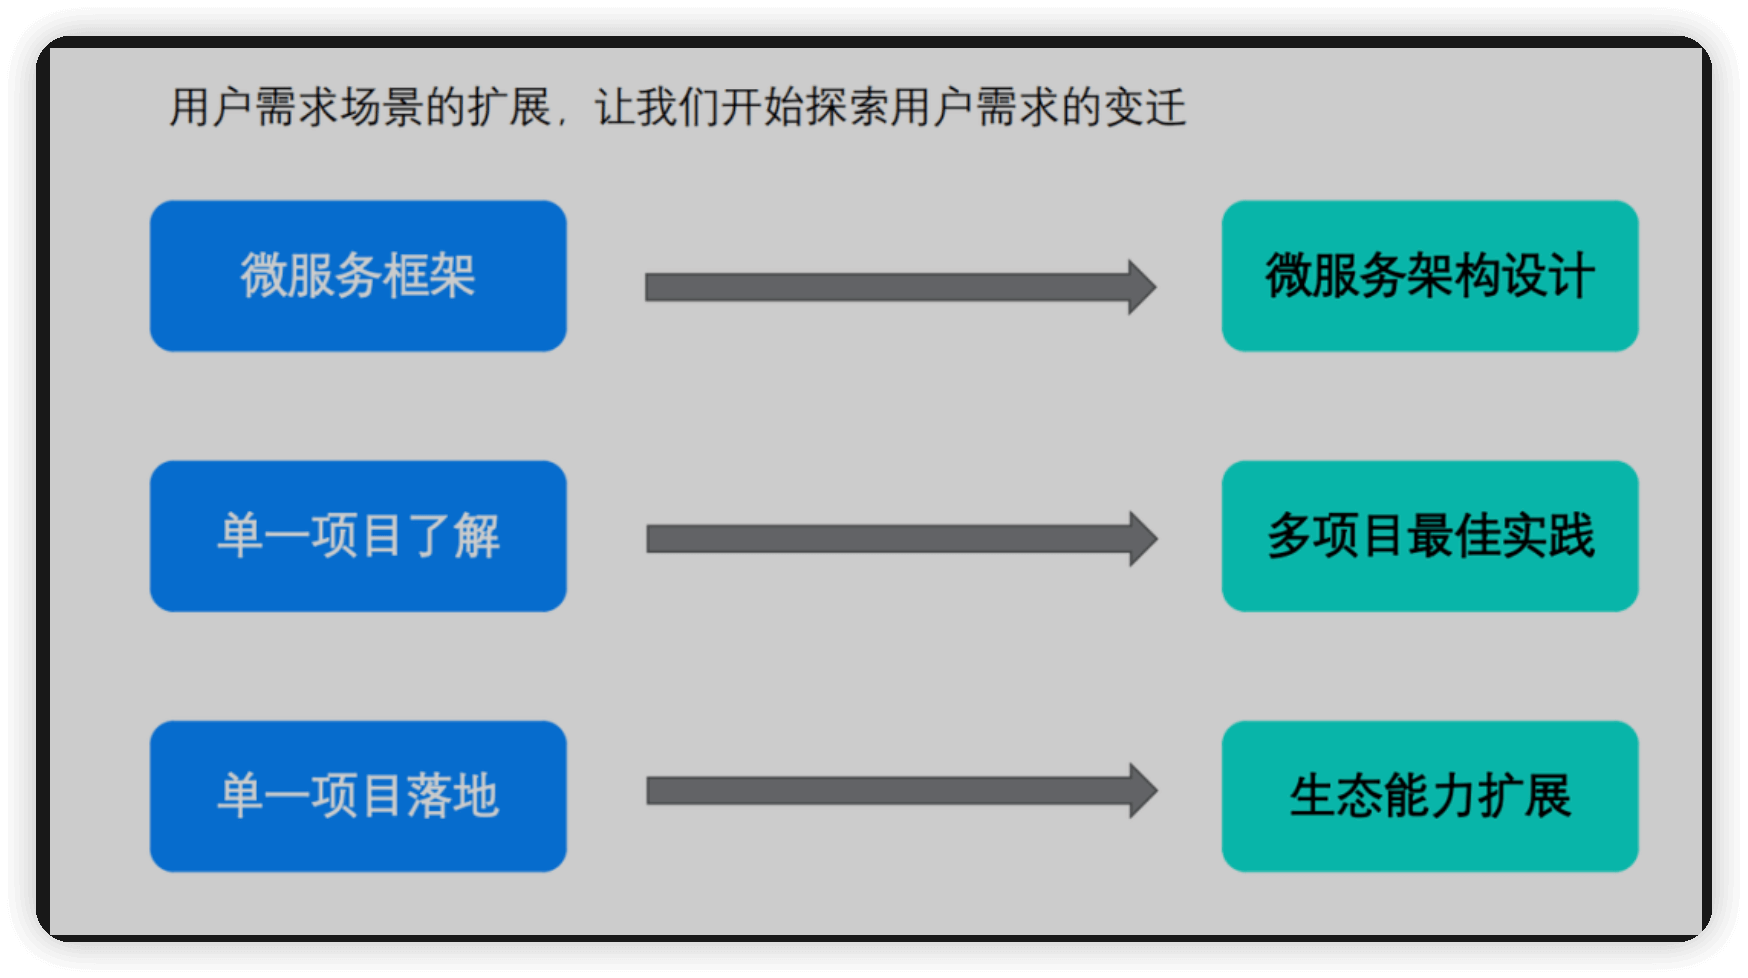 用户需求场景的扩展，让我们开始探索用户需求的变迁
微服务框架
微服务架构设计
单一项目了解
多项目最佳实践
单一项目落地
生态能力扩展